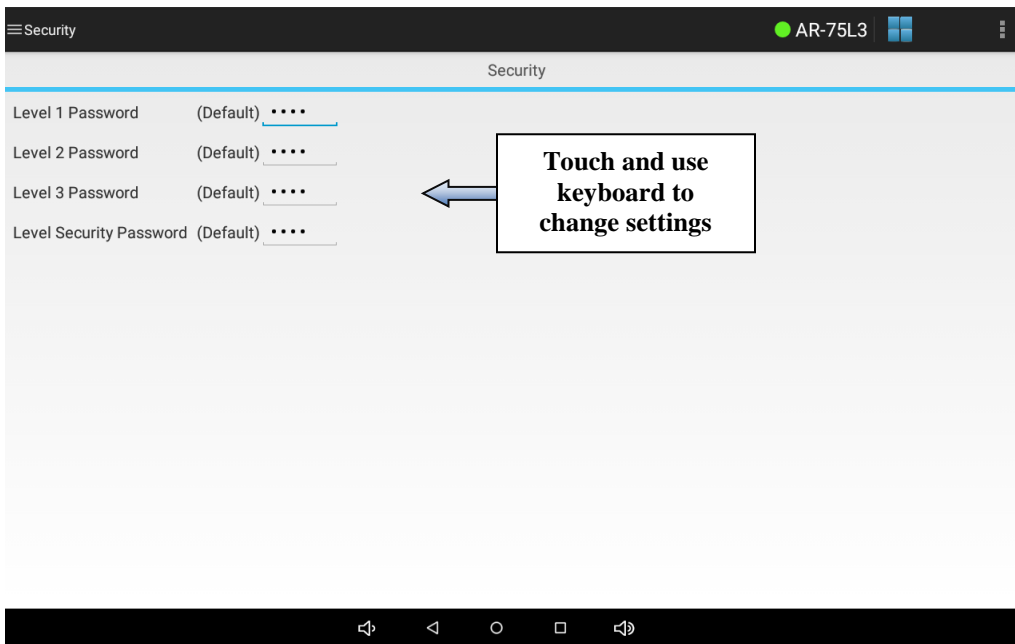 Security
AR-75L3
Security
Level 1 Password (Default) ••••
Level 2 Password (Default) ••••
Level 3 Password (Default) ••••
Level Security Password (Default) ••••
Touch and use
keyboard to
change settings